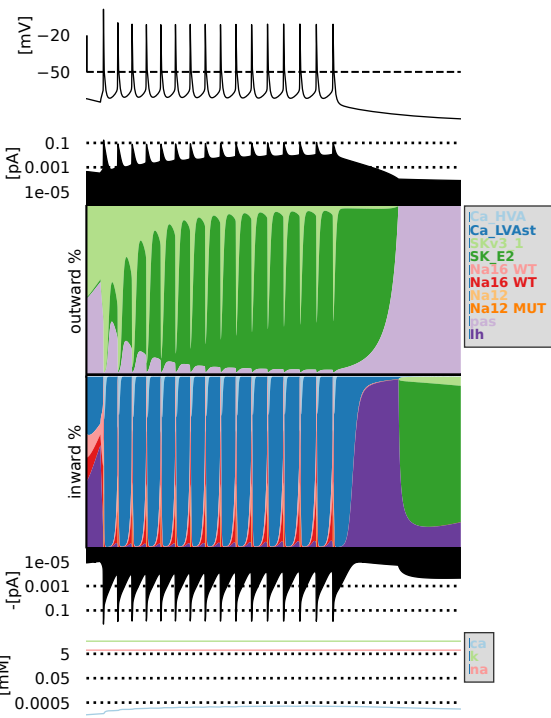 [mV]
−20
−50
[pA]
0.1
0.001
1e-05
outward %
Ca_HVA
Ca_LVAst
SKv3_1
SK_E2
Na16 WT
Na16 WT
Na12
Na12 MUT
pas
Ih
inward %
-[pA]
1e-05
0.001
0.1
[mM]
5
0.05
0.0005
ca
k
na